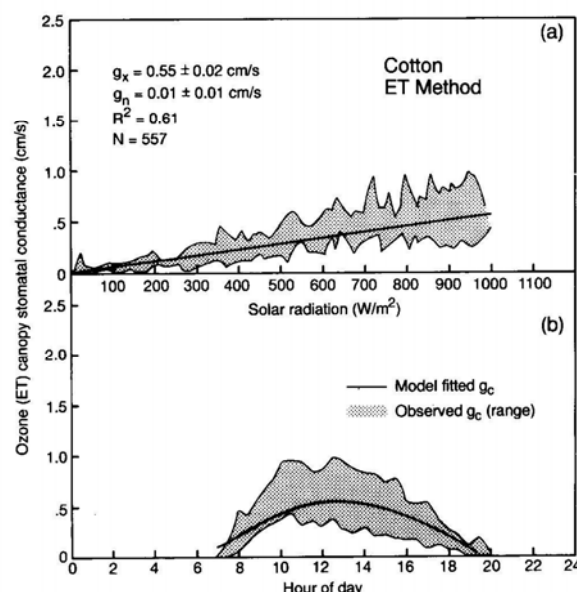 (a)
2.5
2.0
1.5
1.0
.5
0
g_x = 0.55 ± 0.02 cm/s
g_n = 0.01 ± 0.01 cm/s
R² = 0.61
N = 557
Cotton
ET Method
100 200 300 400 500 600 700 800 900 1000 1100
Solar radiation (W/m²)
Ozone (ET) canopy stomatal conductance (cm/s)
(b)
2.5
2.0
1.5
1.0
.5
0
Model fitted g_c
Observed g_c (range)
0 2 4 6 8 10 12 14 16 18 20 22 24
Hour of day